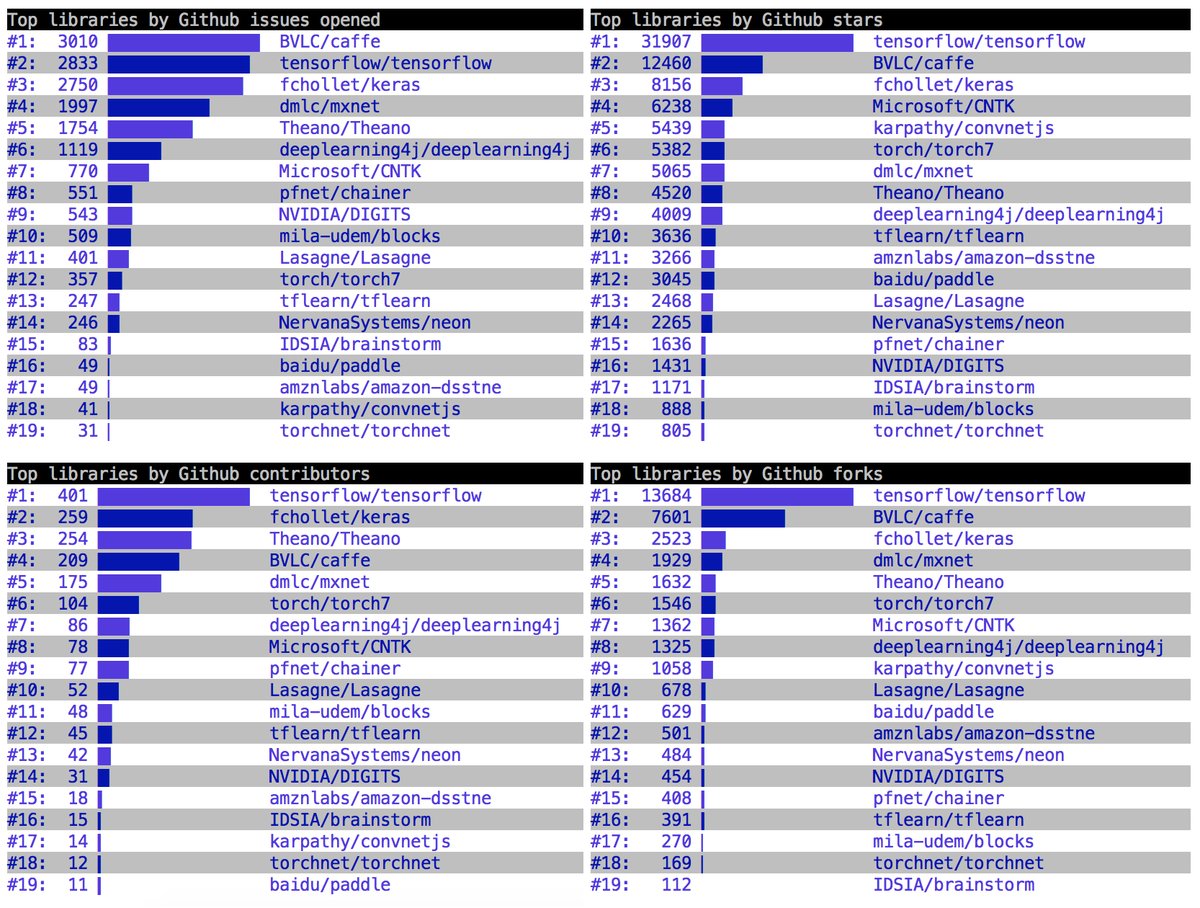 Top libraries by Github issues opened
#1: 3010 BVLC/caffe
#2: 2833 tensorflow/tensorflow
#3: 2750 fchollet/keras
#4: 1997 dmlc/mxnet
#5: 1754 Theano/Theano
#6: 1119 deeplearning4j/deeplearning4j
#7: 770 Microsoft/CNTK
#8: 551 pfnet/chainer
#9: 543 NVIDIA/DIGITS
#10: 509 mila-udem/blocks
#11: 401 Lasagne/Lasagne
#12: 357 torch/torch7
#13: 247 tflearn/tflearn
#14: 246 NervanaSystems/neon
#15: 83 IDSIA/brainstorm
#16: 49 baidu/paddle
#17: 49 amznlabs/amazon-dsstne
#18: 41 karpathy/convnetjs
#19: 31 torchnet/torchnet
Top libraries by Github stars
#1: 31907 tensorflow/tensorflow
#2: 12460 BVLC/caffe
#3: 8156 fchollet/keras
#4: 6238 Microsoft/CNTK
#5: 5439 karpathy/convnetjs
#6: 5382 torch/torch7
#7: 5065 dmlc/mxnet
#8: 4520 Theano/Theano
#9: 4009 deeplearning4j/deeplearning4j
#10: 3636 tflearn/tflearn
#11: 3266 amznlabs/amazon-dsstne
#12: 3045 baidu/paddle
#13: 2468 Lasagne/Lasagne
#14: 2265 NervanaSystems/neon
#15: 1636 pfnet/chainer
#16: 1431 NVIDIA/DIGITS
#17: 1171 IDSIA/brainstorm
#18: 888 mila-udem/blocks
#19: 805 torchnet/torchnet
Top libraries by Github contributors
#1: 401 tensorflow/tensorflow
#2: 259 fchollet/keras
#3: 254 Theano/Theano
#4: 209 BVLC/caffe
#5: 175 dmlc/mxnet
#6: 104 torch/torch7
#7: 86 deeplearning4j/deeplearning4j
#8: 78 Microsoft/CNTK
#9: 77 pfnet/chainer
#10: 52 Lasagne/Lasagne
#11: 48 mila-udem/blocks
#12: 45 tflearn/tflearn
#13: 42 NervanaSystems/neon
#14: 31 NVIDIA/DIGITS
#15: 18 amznlabs/amazon-dsstne
#16: 15 IDSIA/brainstorm
#17: 14 karpathy/convnetjs
#18: 12 torchnet/torchnet
#19: 11 baidu/paddle
Top libraries by Github forks
#1: 13684 tensorflow/tensorflow
#2: 7601 BVLC/caffe
#3: 2523 fchollet/keras
#4: 1929 dmlc/mxnet
#5: 1632 Theano/Theano
#6: 1546 torch/torch7
#7: 1362 Microsoft/CNTK
#8: 1325 deeplearning4j/deeplearning4j
#9: 1058 karpathy/convnetjs
#10: 678 Lasagne/Lasagne
#11: 629 baidu/paddle
#12: 501 amznlabs/amazon-dsstne
#13: 484 NervanaSystems/neon
#14: 454 NVIDIA/DIGITS
#15: 408 pfnet/chainer
#16: 391 tflearn/tflearn
#17: 270 mila-udem/blocks
#18: 169 torchnet/torchnet
#19: 112 IDSIA/brainstorm